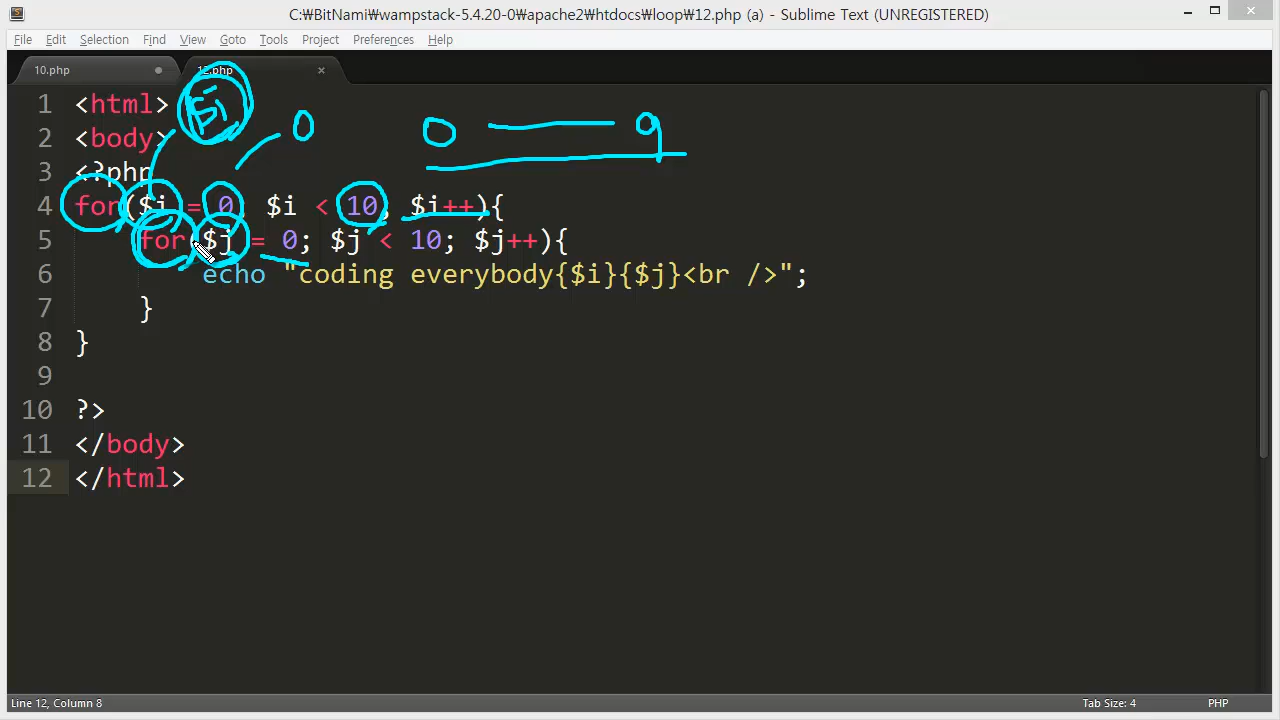 C:₩BitNami₩wampstack-5.4.20-0₩apache2₩htdocs₩loop₩12.php (a) - Sublime Text (UNREGISTERED)
File Edit Selection Find View Goto Tools Project Preferences Help
10.php 12.php
1 <html> $i
0 0 9
2 <body>
3 <?php
4 for($i = 0; $i < 10; $i++){
5 for($j = 0; $j < 10; $j++){
6 echo "coding everybody{$i}{$j}<br />";
7 }
8 }
9
10 ?>
11 </body>
12 </html>
Line 12, Column 8 Tab Size: 4 PHP